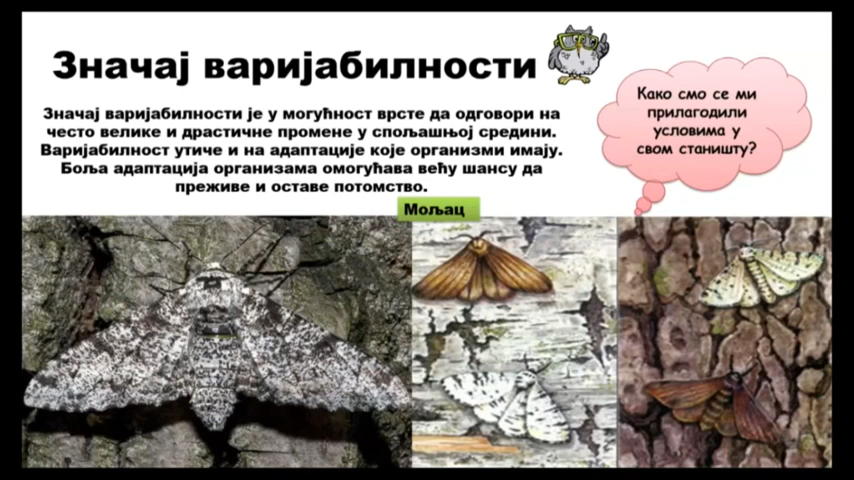 Значај варијабилности
Значај варијабилности је у могућност врсте да одговори на
често велике и драстичне промене у спољашњој средини.
Варијабилност утиче и на адаптације које организми имају.
Боља адаптација организама омогућава већу шансу да
преживе и оставе потомство.
Како смо се ми
прилагодили
условима у
свом станишту?
Мољац